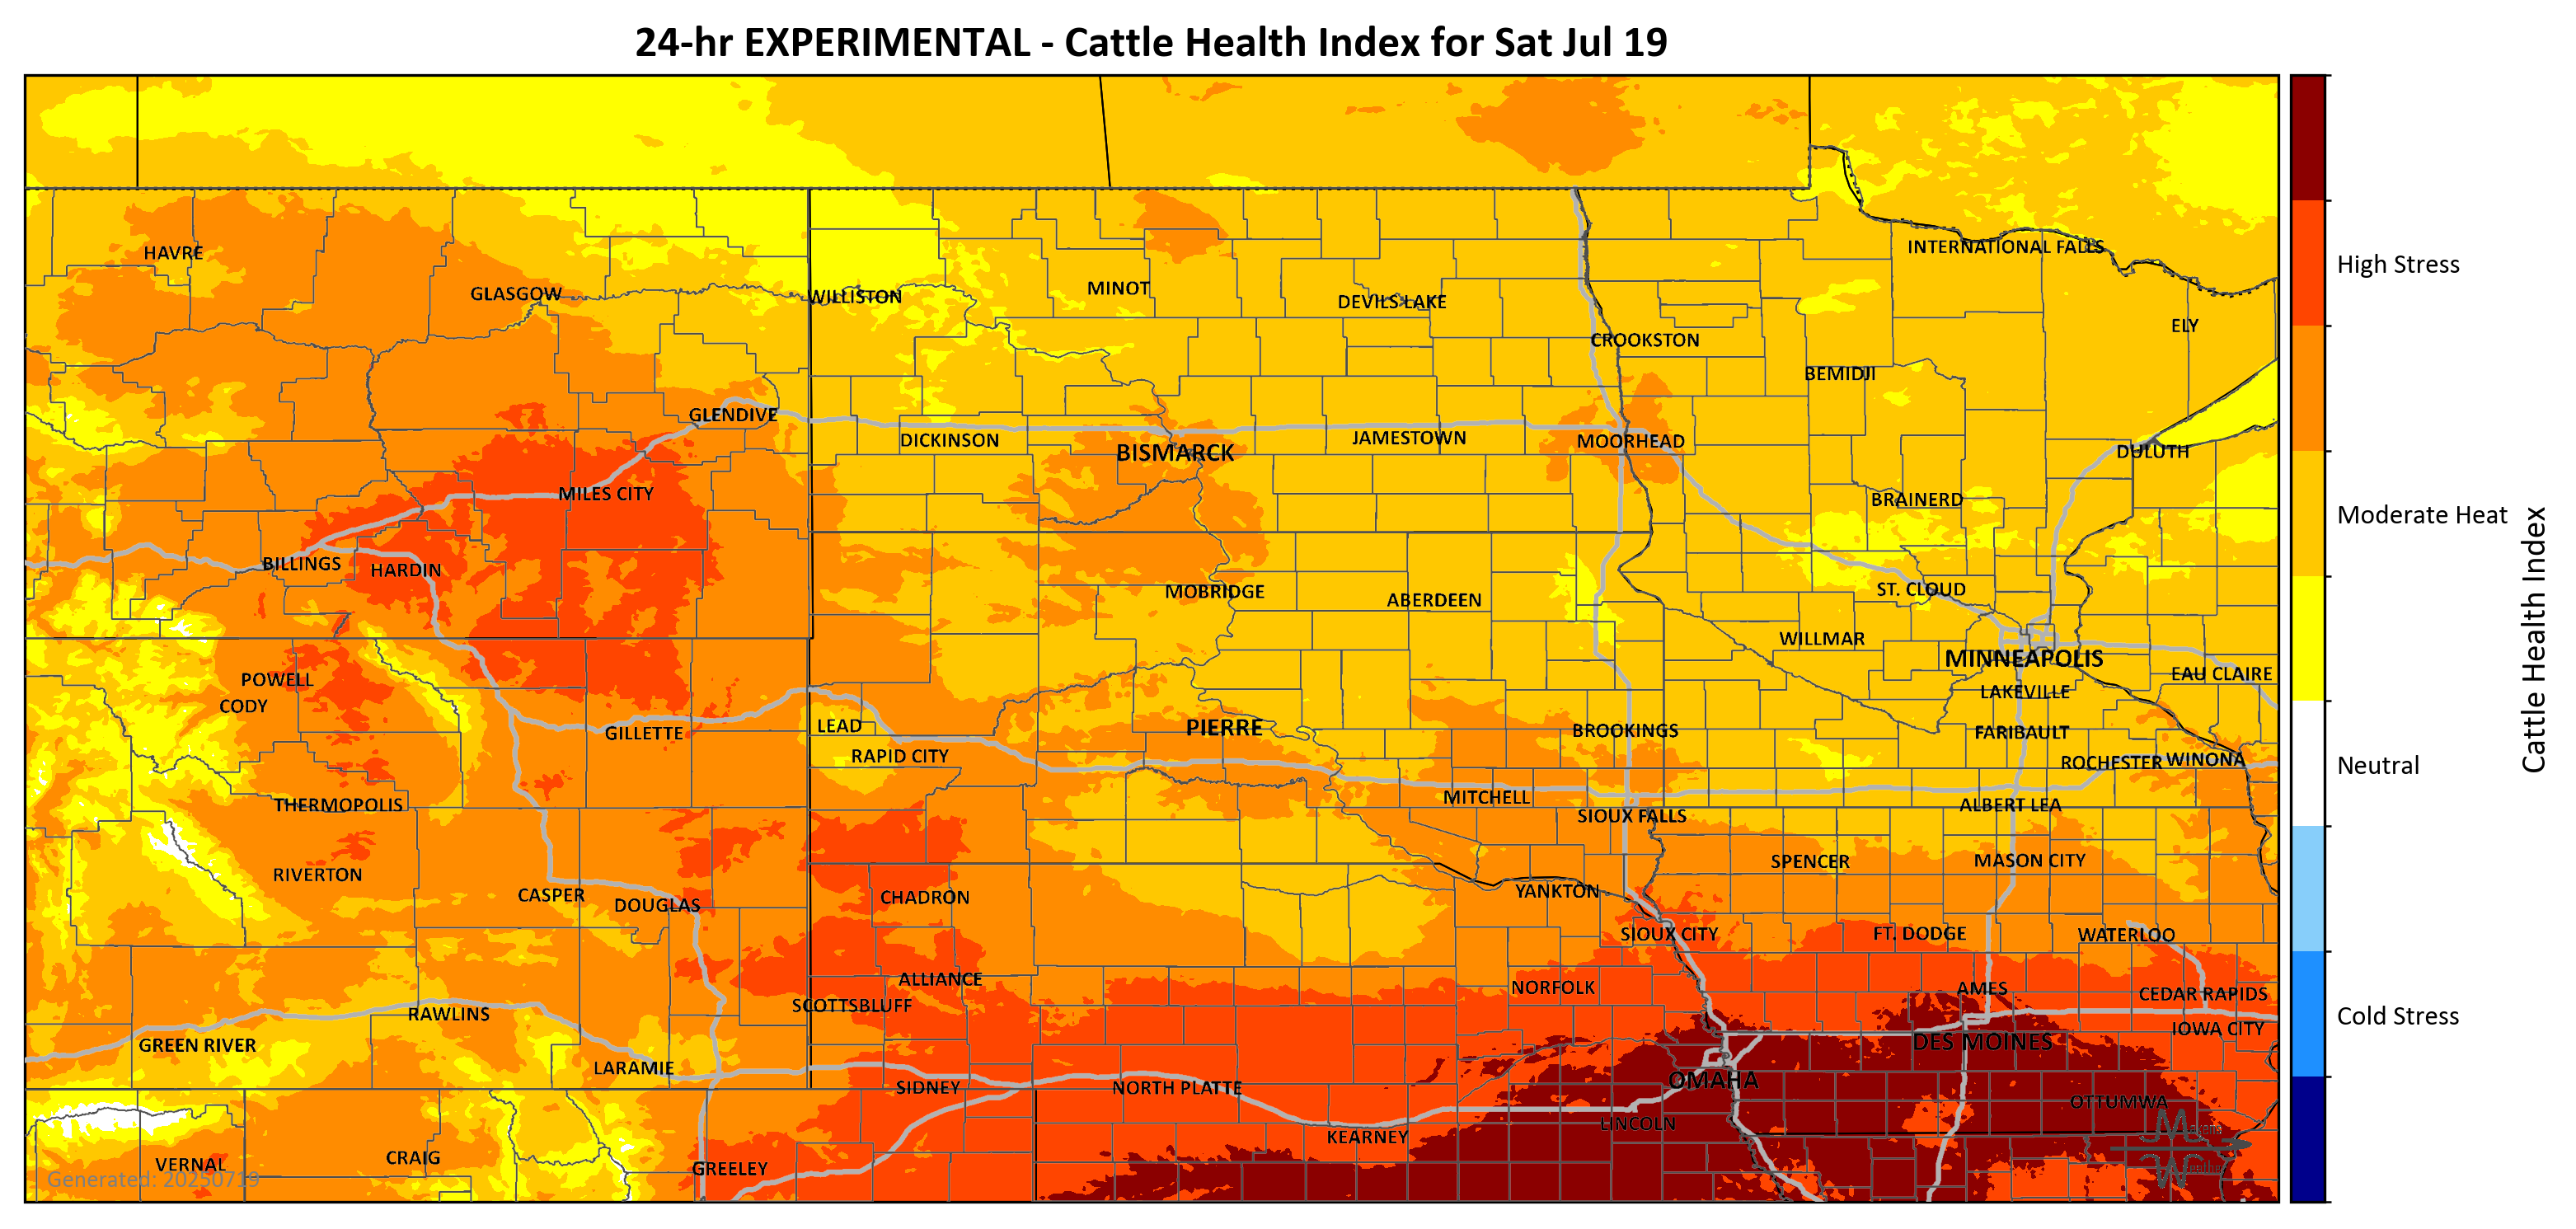 24-hr EXPERIMENTAL - Cattle Health Index for Sat Jul 19
HAVRE
GLASGOW
WILLISTON
MINOT
DEVILS LAKE
INTERNATIONAL FALLS
CROOKSTON
ELY
BEMIDJI
GLENDIVE
DICKINSON
BISMARCK
JAMESTOWN
MOORHEAD
DULUTH
MILES CITY
BRAINERD
BILLINGS
HARDIN
MOBRIDGE
ABERDEEN
ST. CLOUD
WILLMAR
MINNEAPOLIS
POWELL
EAU CLAIRE
CODY
LAKEVILLE
GILLETTE
LEAD
PIERRE
BROOKINGS
FARIBAULT
RAPID CITY
ROCHESTER
WINONA
THERMOPOLIS
MITCHELL
ALBERT LEA
SIOUX FALLS
RIVERTON
SPENCER
MASON CITY
CASPER
DOUGLAS
CHADRON
YANKTON
SIOUX CITY
FT. DODGE
WATERLOO
ALLIANCE
NORFOLK
AMES
CEDAR RAPIDS
SCOTTSBLUFF
RAWLINS
IOWA CITY
GREEN RIVER
DES MOINES
LARAMIE
SIDNEY
NORTH PLATTE
OMAHA
OTTUMWA
LINCOLN
KEARNEY
VERNAL
CRAIG
GREELEY
Generated: 20250719
High Stress
Moderate Heat
Neutral
Cold Stress
Cattle Health Index